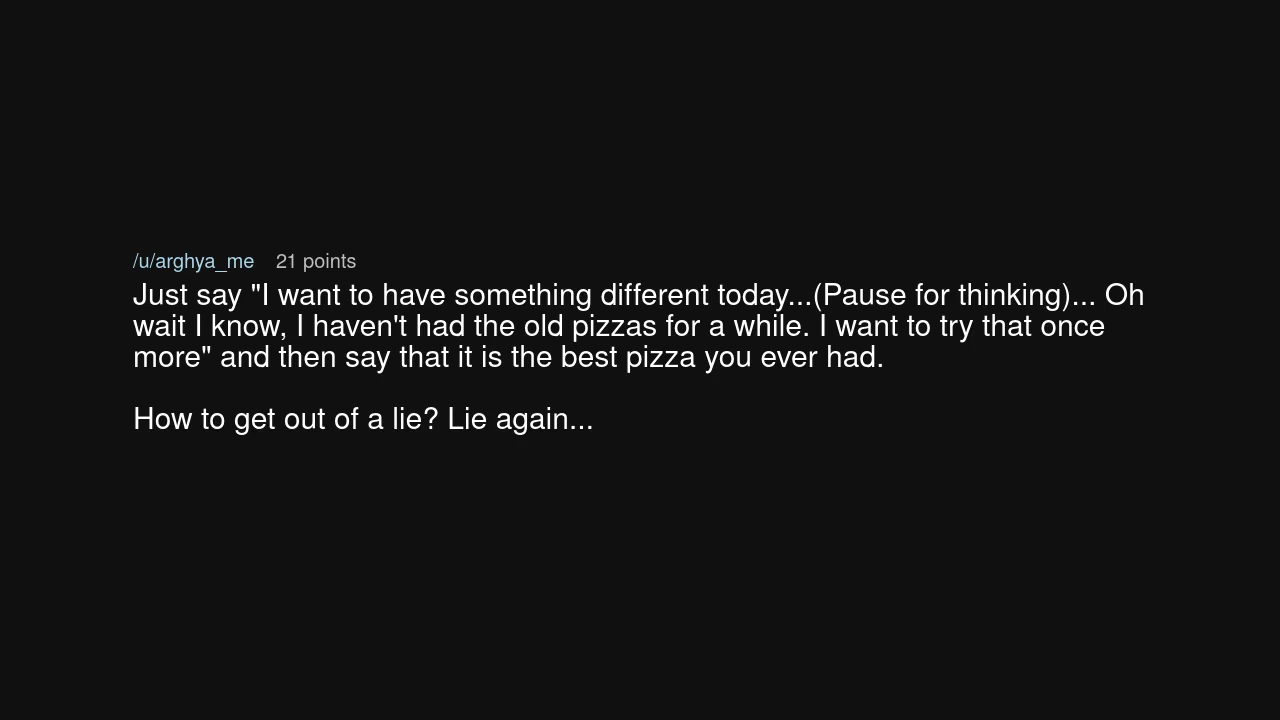 /u/arghya_me 21 points
Just say "I want to have something different today...(Pause for thinking)... Oh
wait I know, I haven't had the old pizzas for a while. I want to try that once
more" and then say that it is the best pizza you ever had.
How to get out of a lie? Lie again...